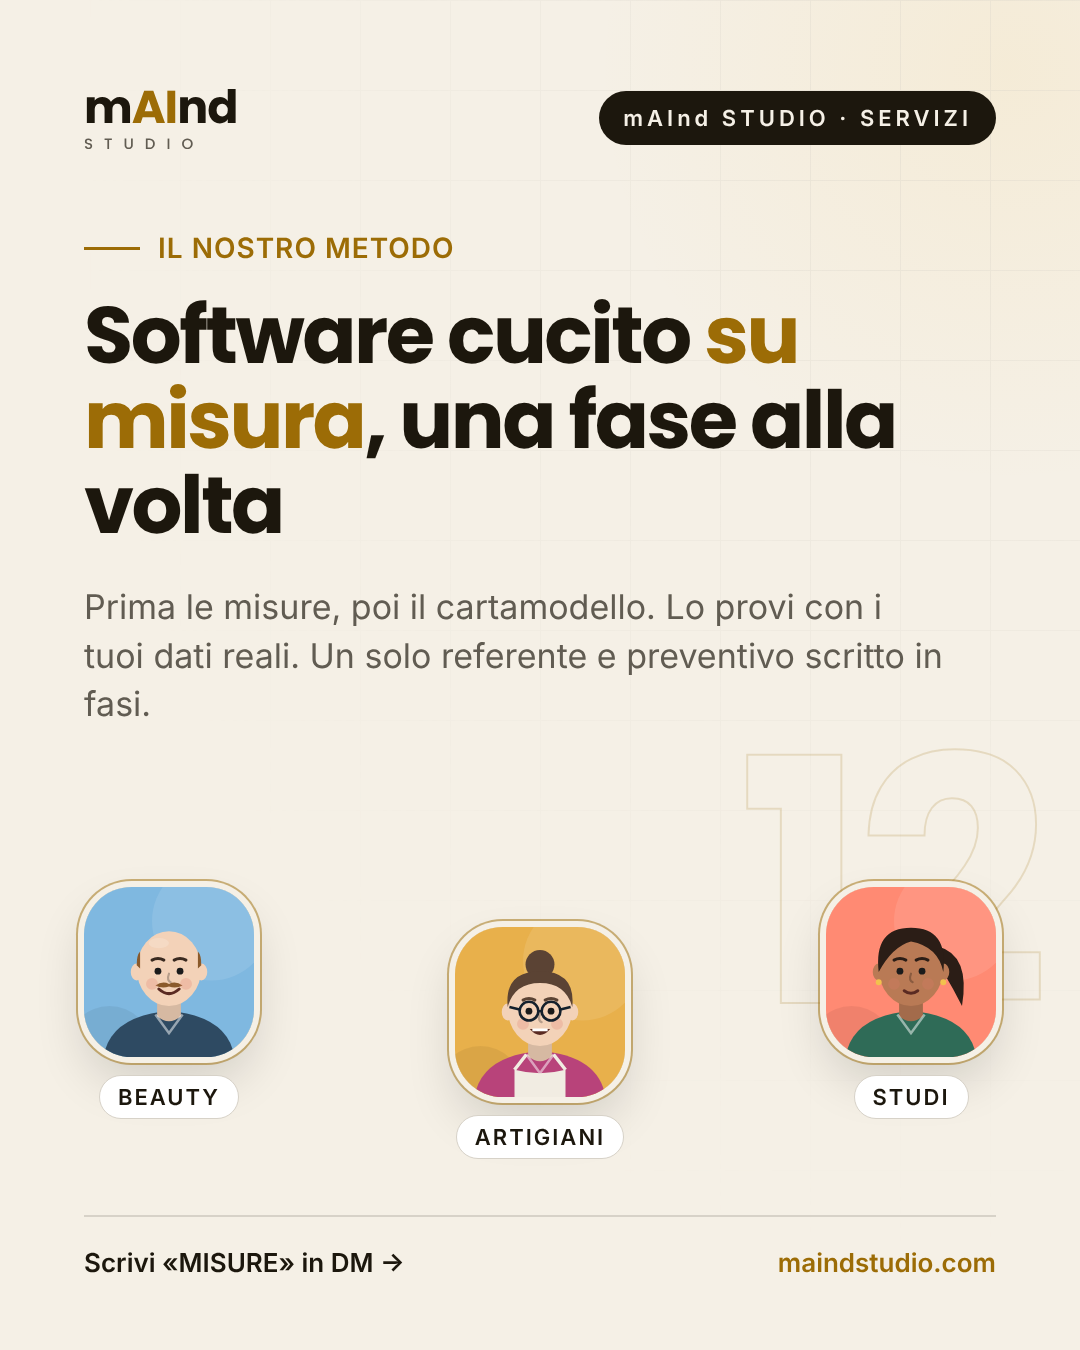 mAInd
STUDIO
mAInd STUDIO · SERVIZI
IL NOSTRO METODO
Software cucito su
misura, una fase alla
volta
Prima le misure, poi il cartamodello. Lo provi con i
tuoi dati reali. Un solo referente e preventivo scritto in
fasi.
12
BEAUTY
ARTIGIANI
STUDI
Scrivi «MISURE» in DM →
maindstudio.com